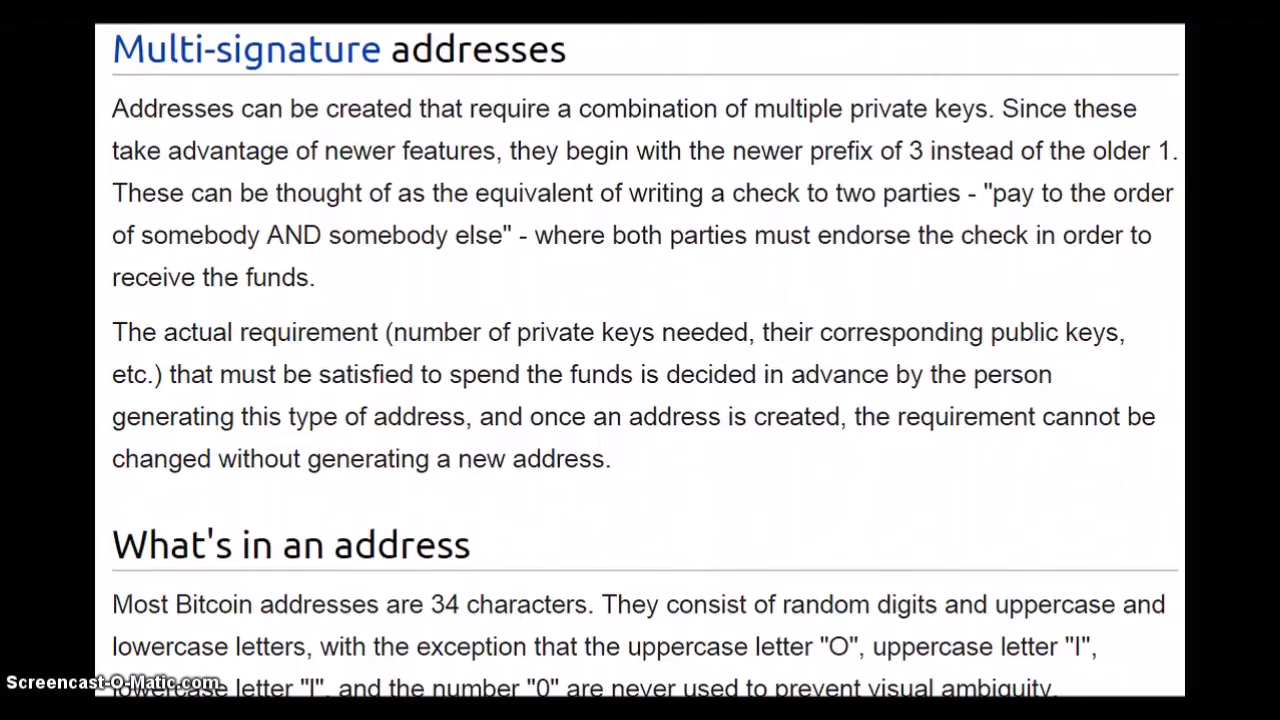 Multi-signature addresses
Addresses can be created that require a combination of multiple private keys. Since these
take advantage of newer features, they begin with the newer prefix of 3 instead of the older 1.
These can be thought of as the equivalent of writing a check to two parties - "pay to the order
of somebody AND somebody else" - where both parties must endorse the check in order to
receive the funds.
The actual requirement (number of private keys needed, their corresponding public keys,
etc.) that must be satisfied to spend the funds is decided in advance by the person
generating this type of address, and once an address is created, the requirement cannot be
changed without generating a new address.
What's in an address
Most Bitcoin addresses are 34 characters. They consist of random digits and uppercase and
lowercase letters, with the exception that the uppercase letter "O", uppercase letter "I",
lowercase letter "l", and the number "0" are never used to prevent visual ambiguity.
Screencast-O-Matic.com